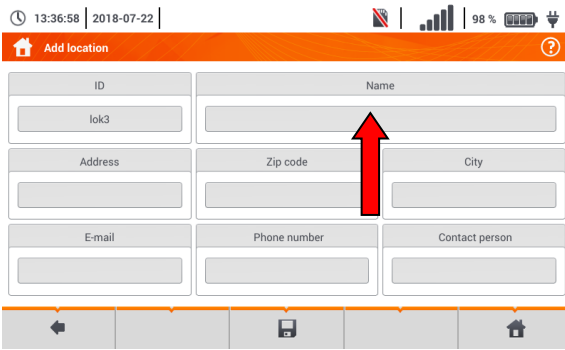 13:36:58 2018-07-22 98 %
Add location ?
ID Name
lok3
Address Zip code City
E-mail Phone number Contact person